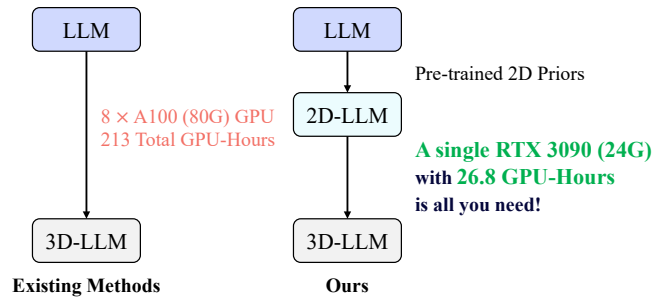 LLM
8 × A100 (80G) GPU
213 Total GPU-Hours
3D-LLM
Existing Methods
LLM
Pre-trained 2D Priors
2D-LLM
A single RTX 3090 (24G)
with 26.8 GPU-Hours
is all you need!
3D-LLM
Ours